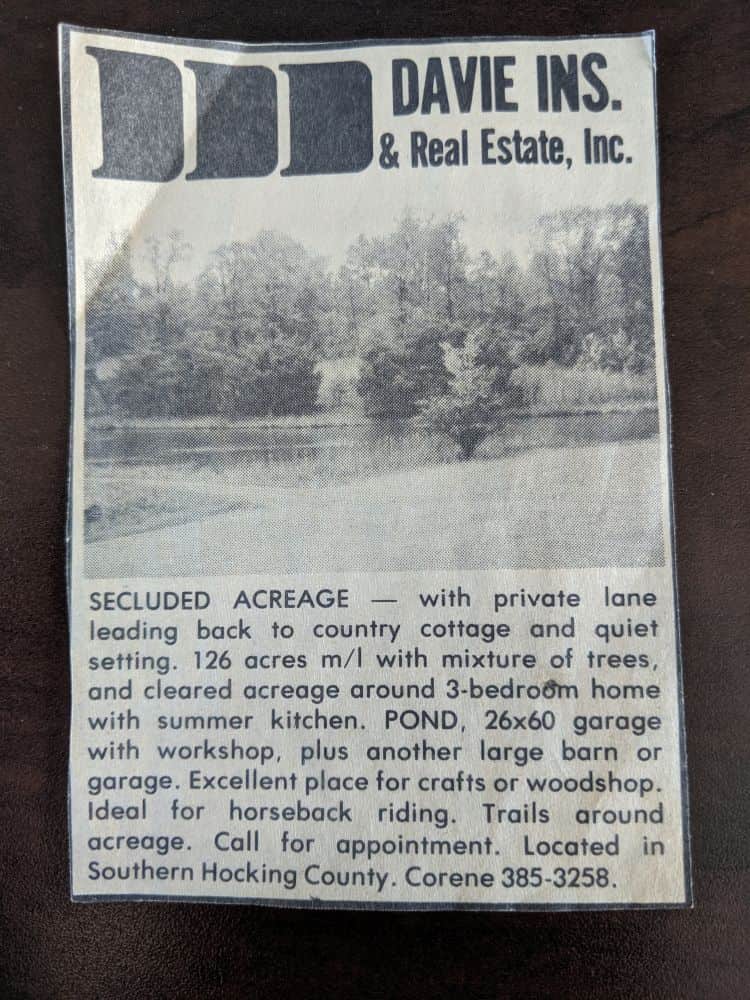 DDD DAVIE INS.
& Real Estate, Inc.
SECLUDED ACREAGE — with private lane
leading back to country cottage and quiet
setting. 126 acres m/l with mixture of trees,
and cleared acreage around 3-bedroom home
with summer kitchen. POND, 26x60 garage
with workshop, plus another large barn or
garage. Excellent place for crafts or woodshop.
Ideal for horseback riding. Trails around
acreage. Call for appointment. Located in
Southern Hocking County. Corene 385-3258.